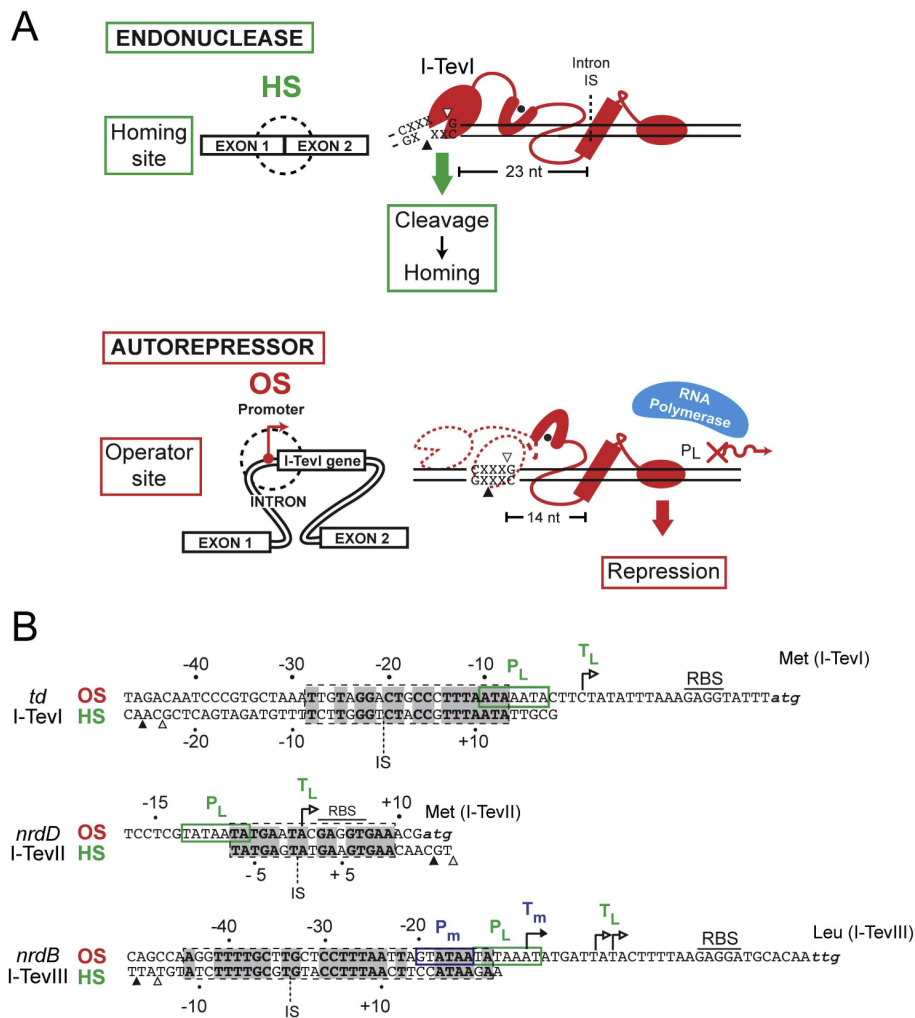 A
ENDONUCLEASE
HS
Homing
site
EXON 1 EXON 2
I-TevI
Intron
IS
CXXX G
GX XXC
23 nt
Cleavage
Homing
AUTOREPRESSOR
OS
Promoter
Operator
site
I-TevI gene
INTRON
EXON 1 EXON 2
RNA
Polymerase
PL
CXXXG
GXXXC
14 nt
Repression
B
-40 -30 -20 -10 PL TL Met (I-TevI)
RBS
td OS TAGACAATCCCGTGCTAAATTGTAGGACTGCCCTTTAATAAATACTTCTATATTTAAAGAGGTATTTatg
I-TevI HS CAACGCTCAGTAGATGTTTTCTTGGGTCTACCGTTTAATATTGCG
-20 -10 +10
IS
-15 PL TL RBS +10 Met (I-TevII)
nrdD OS TCCTCGTATAATATGAATACGAGGTGAAACGatg
I-TevII HS TATGAGTATGAAGTGAACAACGT
-5 +5
IS
-40 -30 -20 Pm PL Tm TL RBS Leu (I-TevIII)
nrdB OS CAGCCAAGGTTTTGCTTGCTCCTTTAATTAGTATAATATAAATATGATTATACTTTTAAGAGGATGCACAAttg
I-TevIII HS TTATGTATCTTTTGCGTGTACCTTTAACTTCCATAAGAA
-10 +10
IS